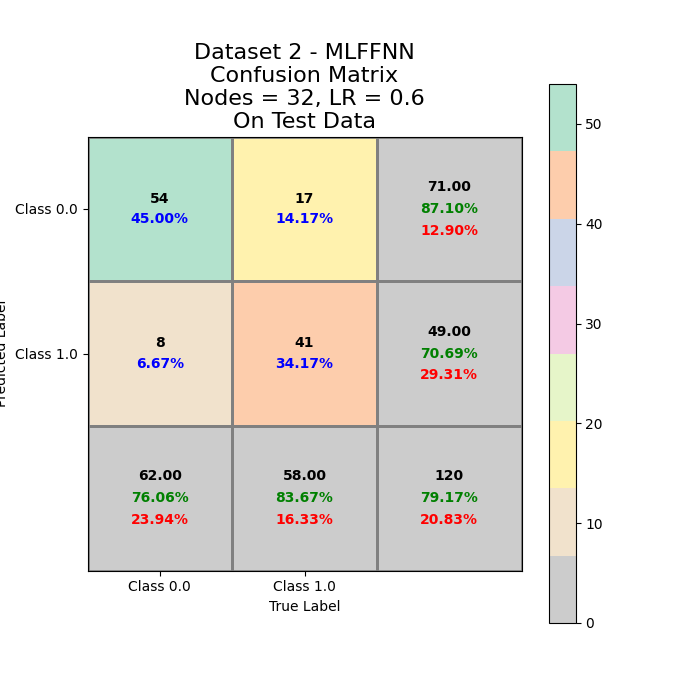 Dataset 2 - MLFFNN
Confusion Matrix
Nodes = 32, LR = 0.6
On Test Data
Class 0.0
54
45.00%
17
14.17%
71.00
87.10%
12.90%
Predicted Label
Class 1.0
8
6.67%
41
34.17%
49.00
70.69%
29.31%
62.00
76.06%
23.94%
58.00
83.67%
16.33%
120
79.17%
20.83%
Class 0.0
Class 1.0
True Label
50
40
30
20
10
0